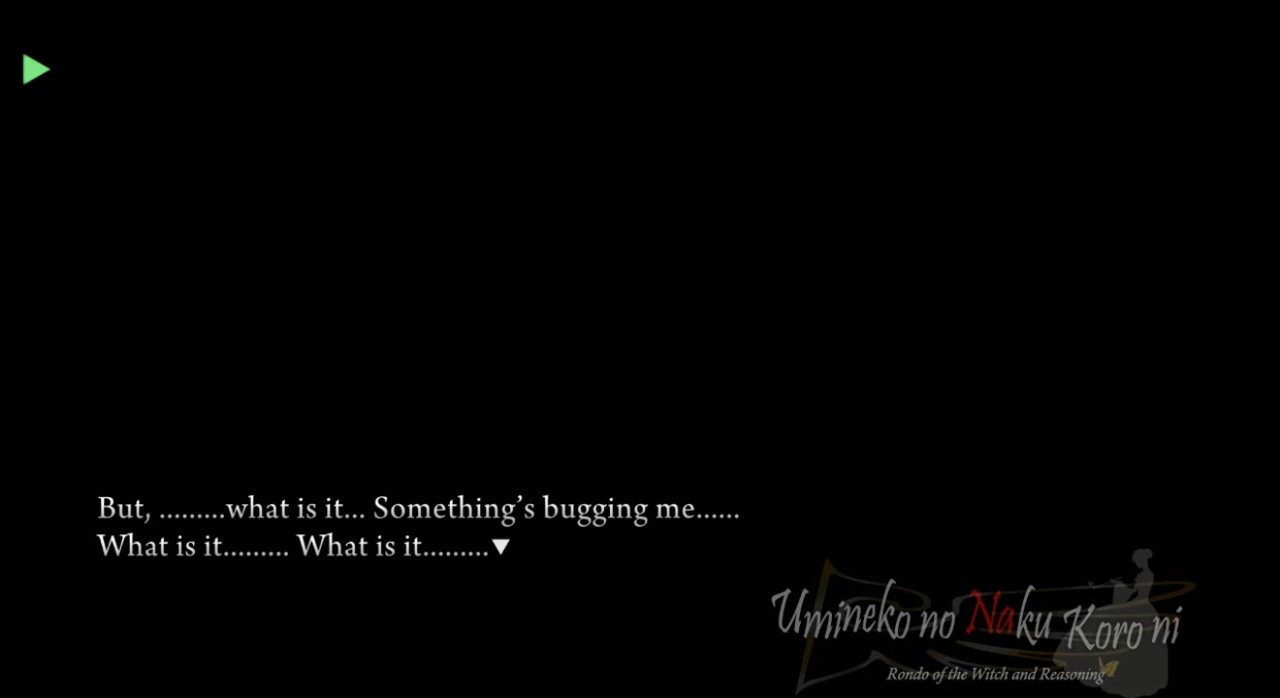 But, .........what is it... Something’s bugging me......
What is it......... What is it.........
Umineko no Naku Koro ni
Rondo of the Witch and Reasoning